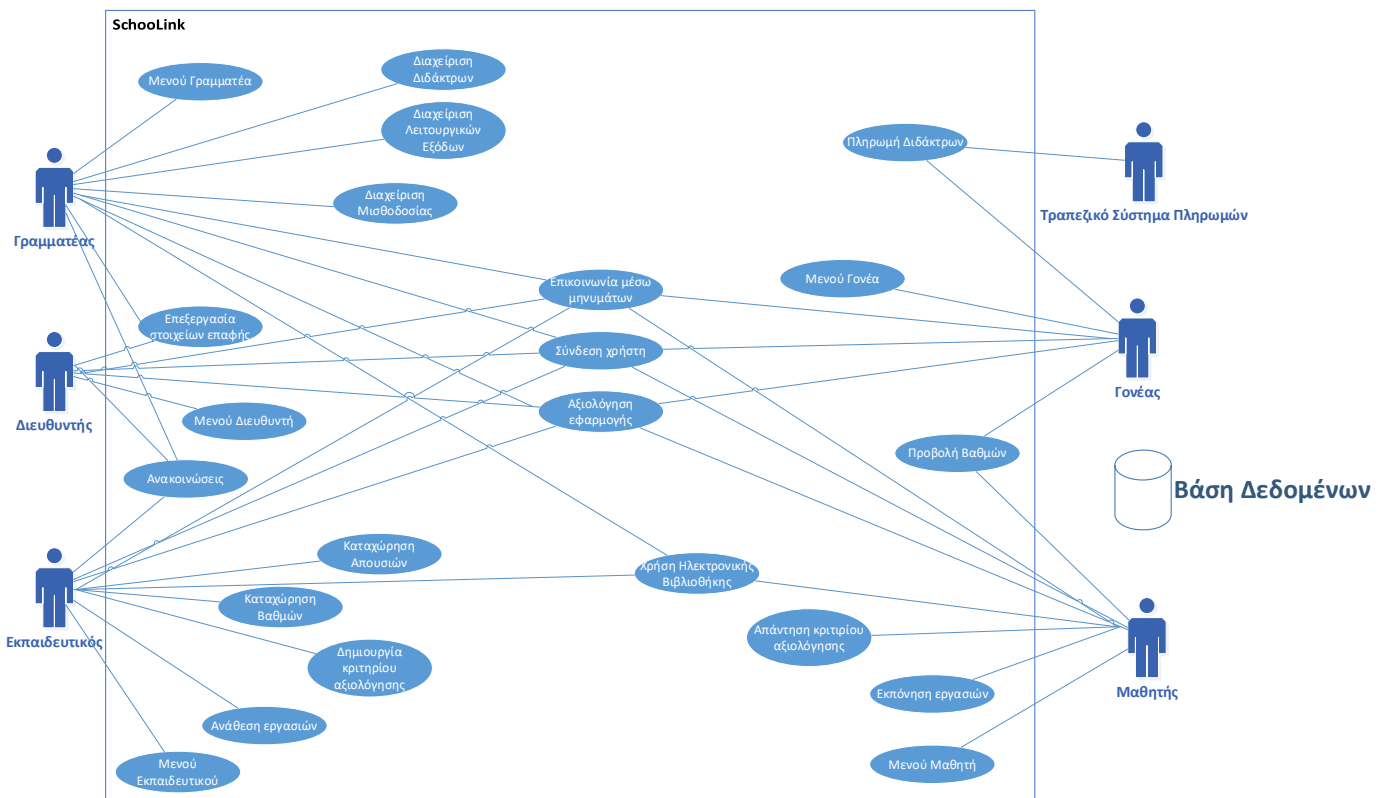 SchooLink
Μενού Γραμματέα
Διαχείριση
Διδάκτρων
Διαχείριση
Λειτουργικών
Εξόδων
Διαχείριση
Μισθοδοσίας
Πληρωμή Διδάκτρων
Τραπεζικό Σύστημα Πληρωμών
Γραμματέας
Επικοινωνία μέσω
μηνυμάτων
Μενού Γονέα
Επεξεργασία
στοιχείων επαφής
Σύνδεση χρήστη
Γονέας
Διευθυντής
Μενού Διευθυντή
Αξιολόγηση
εφαρμογής
Προβολή Βαθμών
Ανακοινώσεις
Βάση Δεδομένων
Καταχώρηση
Απουσιών
Χρήση Ηλεκτρονικής
Βιβλιοθήκης
Καταχώρηση
Βαθμών
Εκπαιδευτικός
Απάντηση κριτιρίου
αξιολόγησης
Δημιουργία
κριτηρίου
αξιολόγησης
Εκπόνηση εργασιών
Μαθητής
Ανάθεση εργασιών
Μενού
Εκπαιδευτικού
Μενού Μαθητή